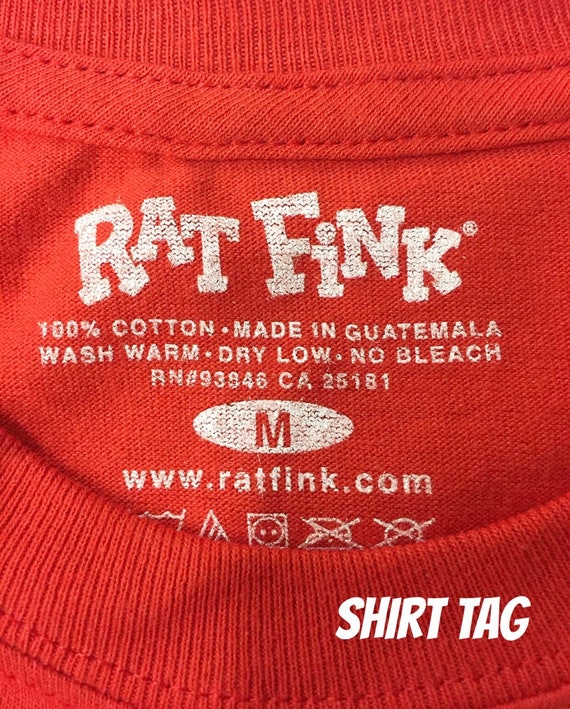 RAT FiNK®
100% COTTON · MADE IN GUATEMALA
WASH WARM · DRY LOW · NO BLEACH
RN#93846 CA 25181
M
www.ratfink.com
SHIRT TAG